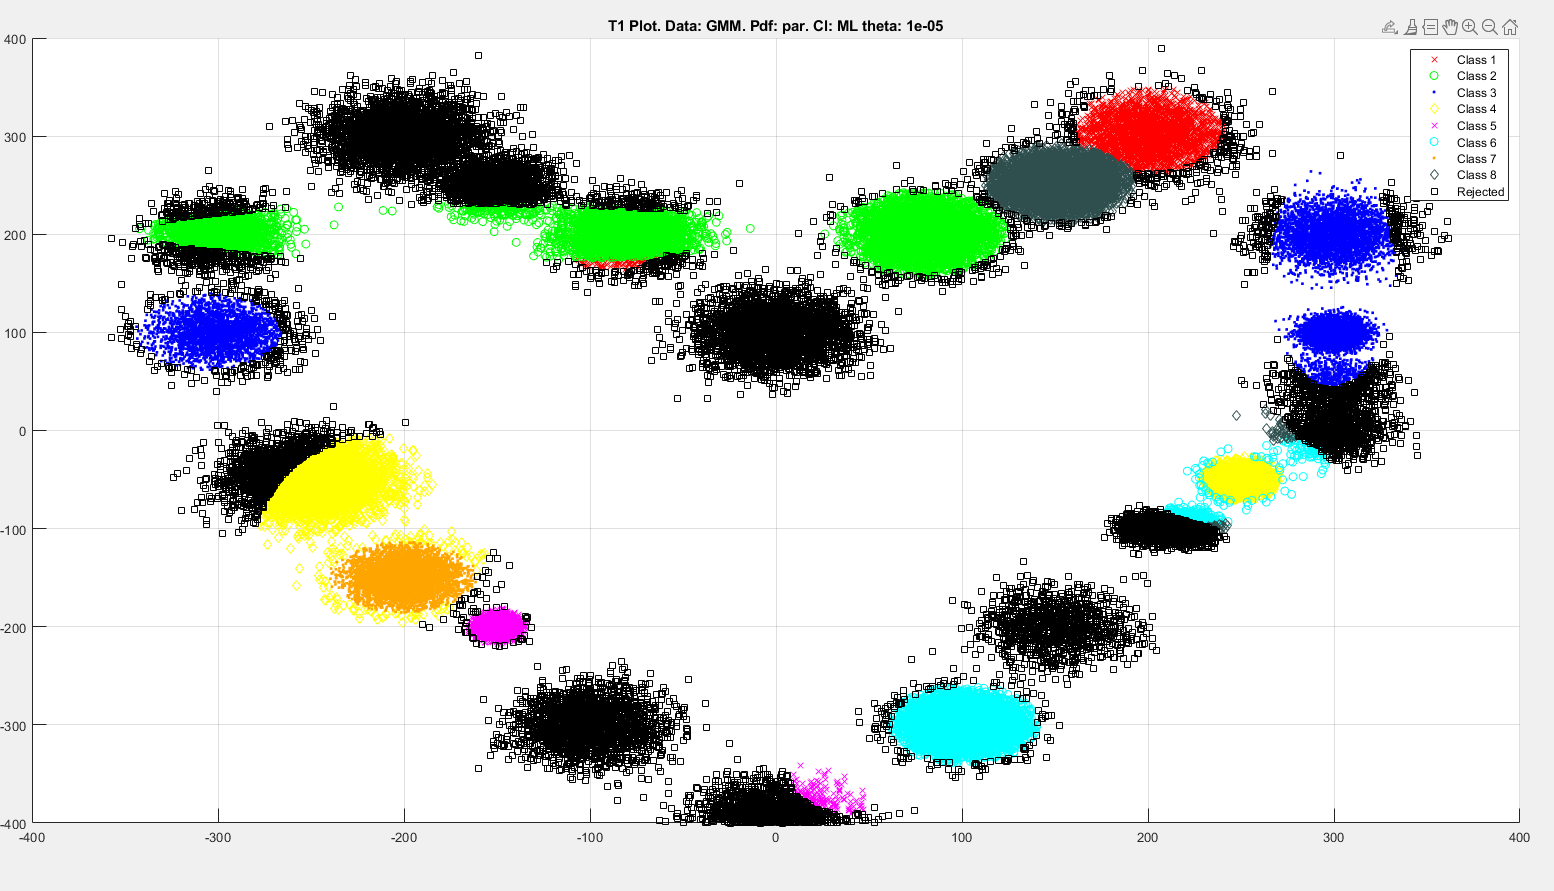 T1 Plot. Data: GMM. Pdf: par. Cl: ML theta: 1e-05
400
300
200
100
0
-100
-200
-300
-400
-400
-300
-200
-100
0
100
200
300
400
Class 1
Class 2
Class 3
Class 4
Class 5
Class 6
Class 7
Class 8
Rejected